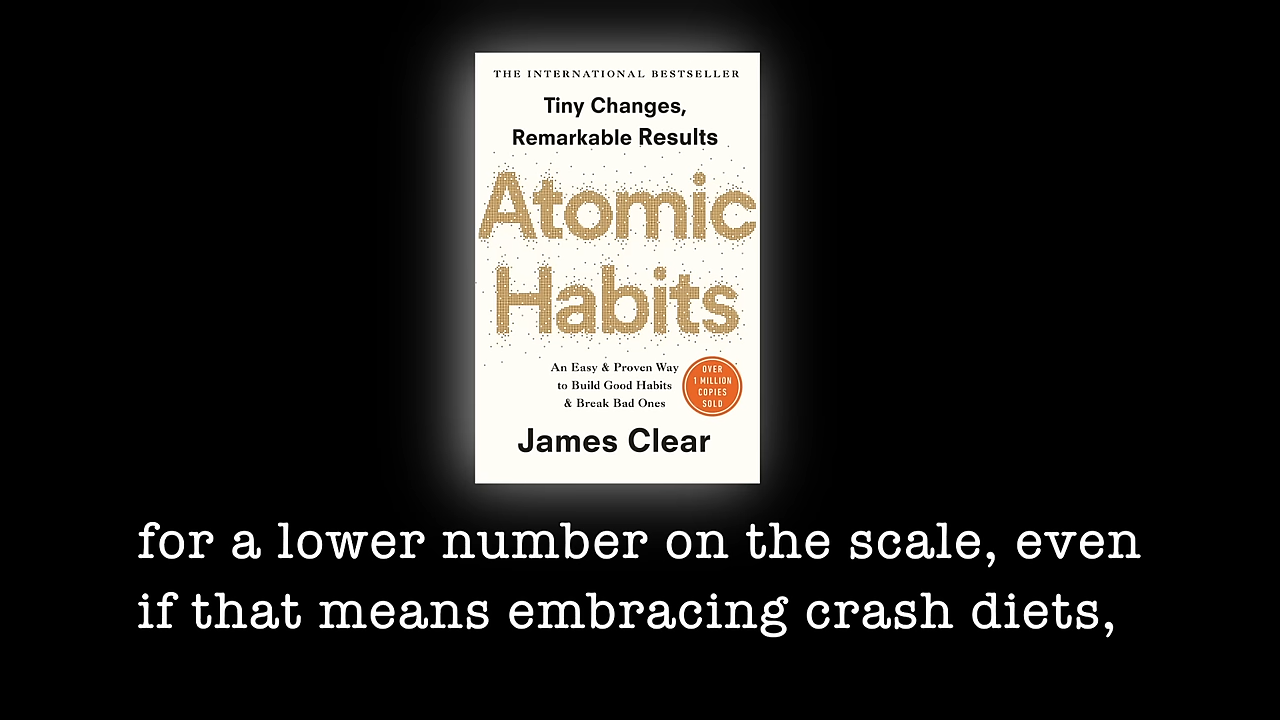 THE INTERNATIONAL BESTSELLER
Tiny Changes,
Remarkable Results
Atomic
Habits
An Easy & Proven Way
to Build Good Habits
& Break Bad Ones
OVER
1 MILLION
COPIES
SOLD
James Clear
for a lower number on the scale, even
if that means embracing crash diets,